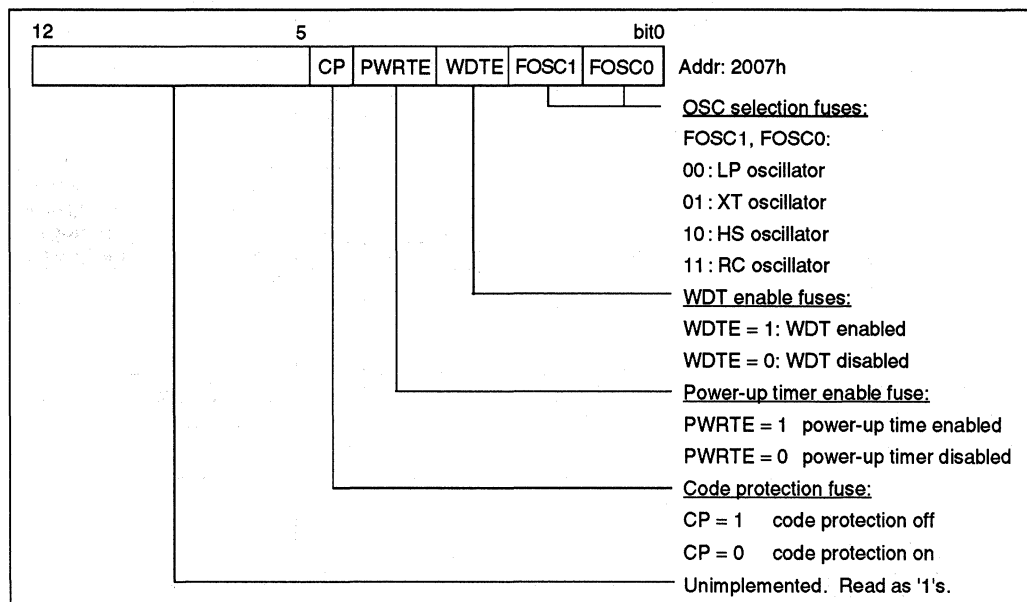 12 5 bit0
CP PWRTE WDTE FOSC1 FOSC0 Addr: 2007h
OSC selection fuses:
FOSC1, FOSC0:
00 : LP oscillator
01 : XT oscillator
10 : HS oscillator
11 : RC oscillator
WDT enable fuses:
WDTE = 1: WDT enabled
WDTE = 0: WDT disabled
Power-up timer enable fuse:
PWRTE = 1 power-up time enabled
PWRTE = 0 power-up timer disabled
Code protection fuse:
CP = 1 code protection off
CP = 0 code protection on
Unimplemented. Read as '1's.